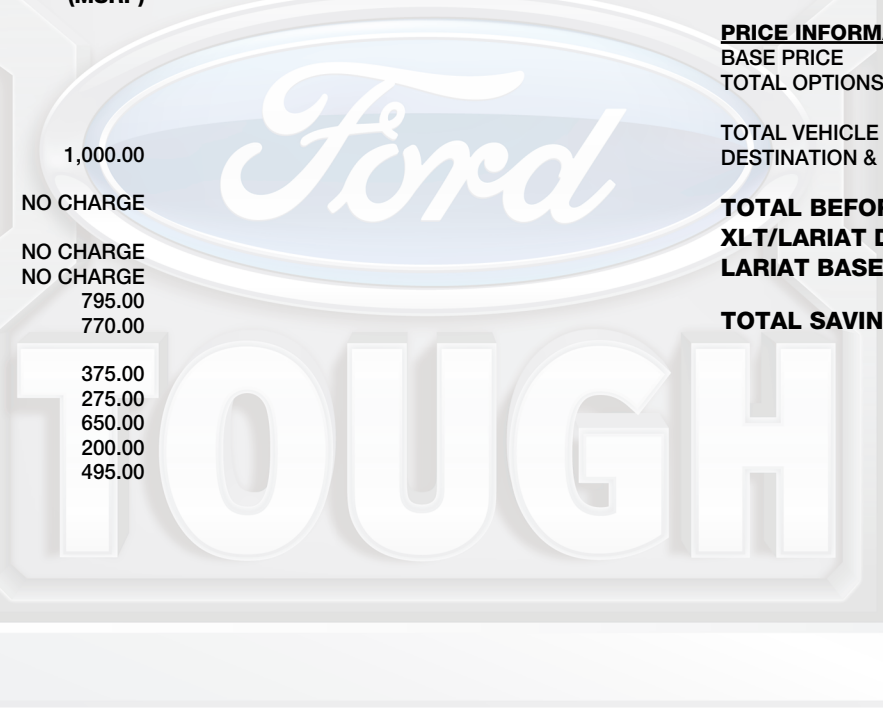 (MSRP)
1,000.00
NO CHARGE
NO CHARGE
NO CHARGE
795.00
770.00
375.00
275.00
650.00
200.00
495.00
PRICE INFORMA
BASE PRICE
TOTAL OPTIONS
TOTAL VEHICLE
DESTINATION &
TOTAL BEFOR
XLT/LARIAT D
LARIAT BASE
TOTAL SAVIN
Ford
TOUGH